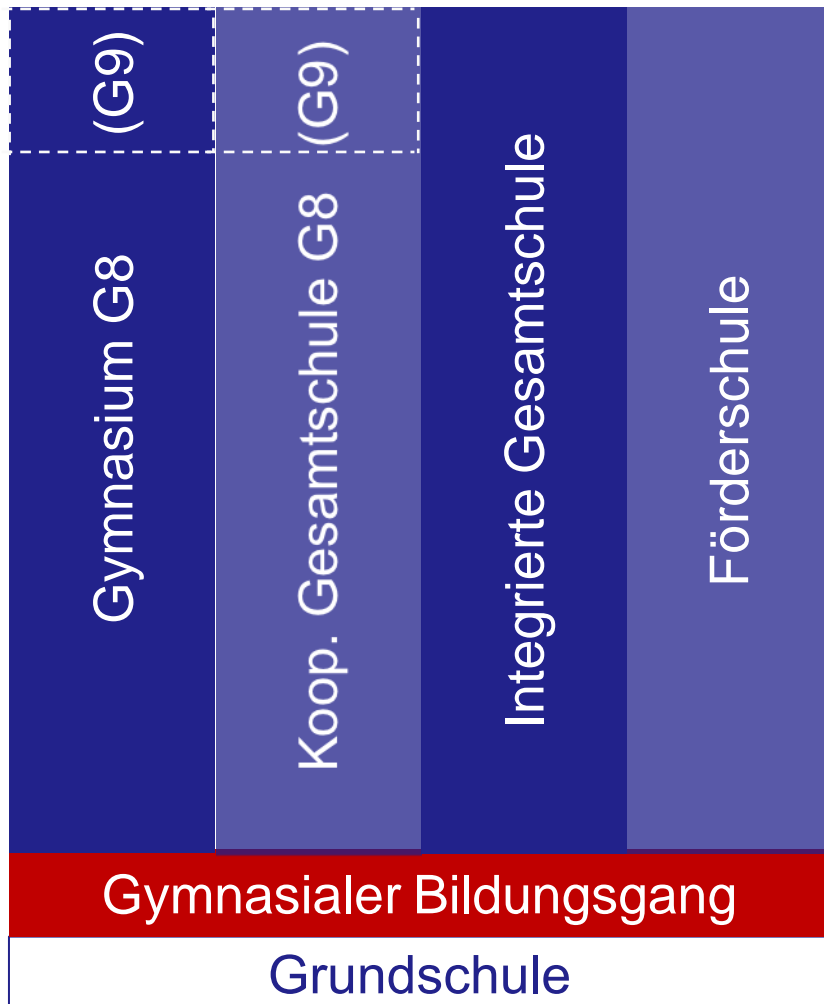 (G9)
Gymnasium G8
(G9)
Koop. Gesamtschule G8
Integrierte Gesamtschule
Förderschule
Gymnasialer Bildungsgang
Grundschule